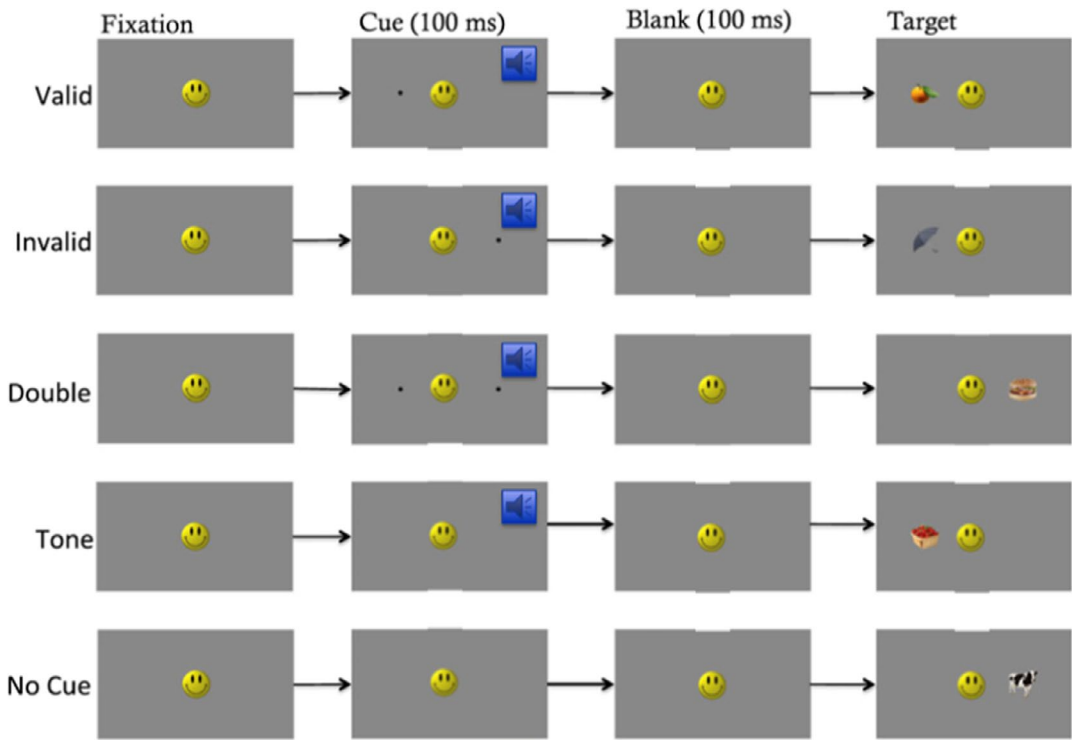 Fixation
Cue (100 ms)
Blank (100 ms)
Target
Valid
Invalid
Double
Tone
No Cue